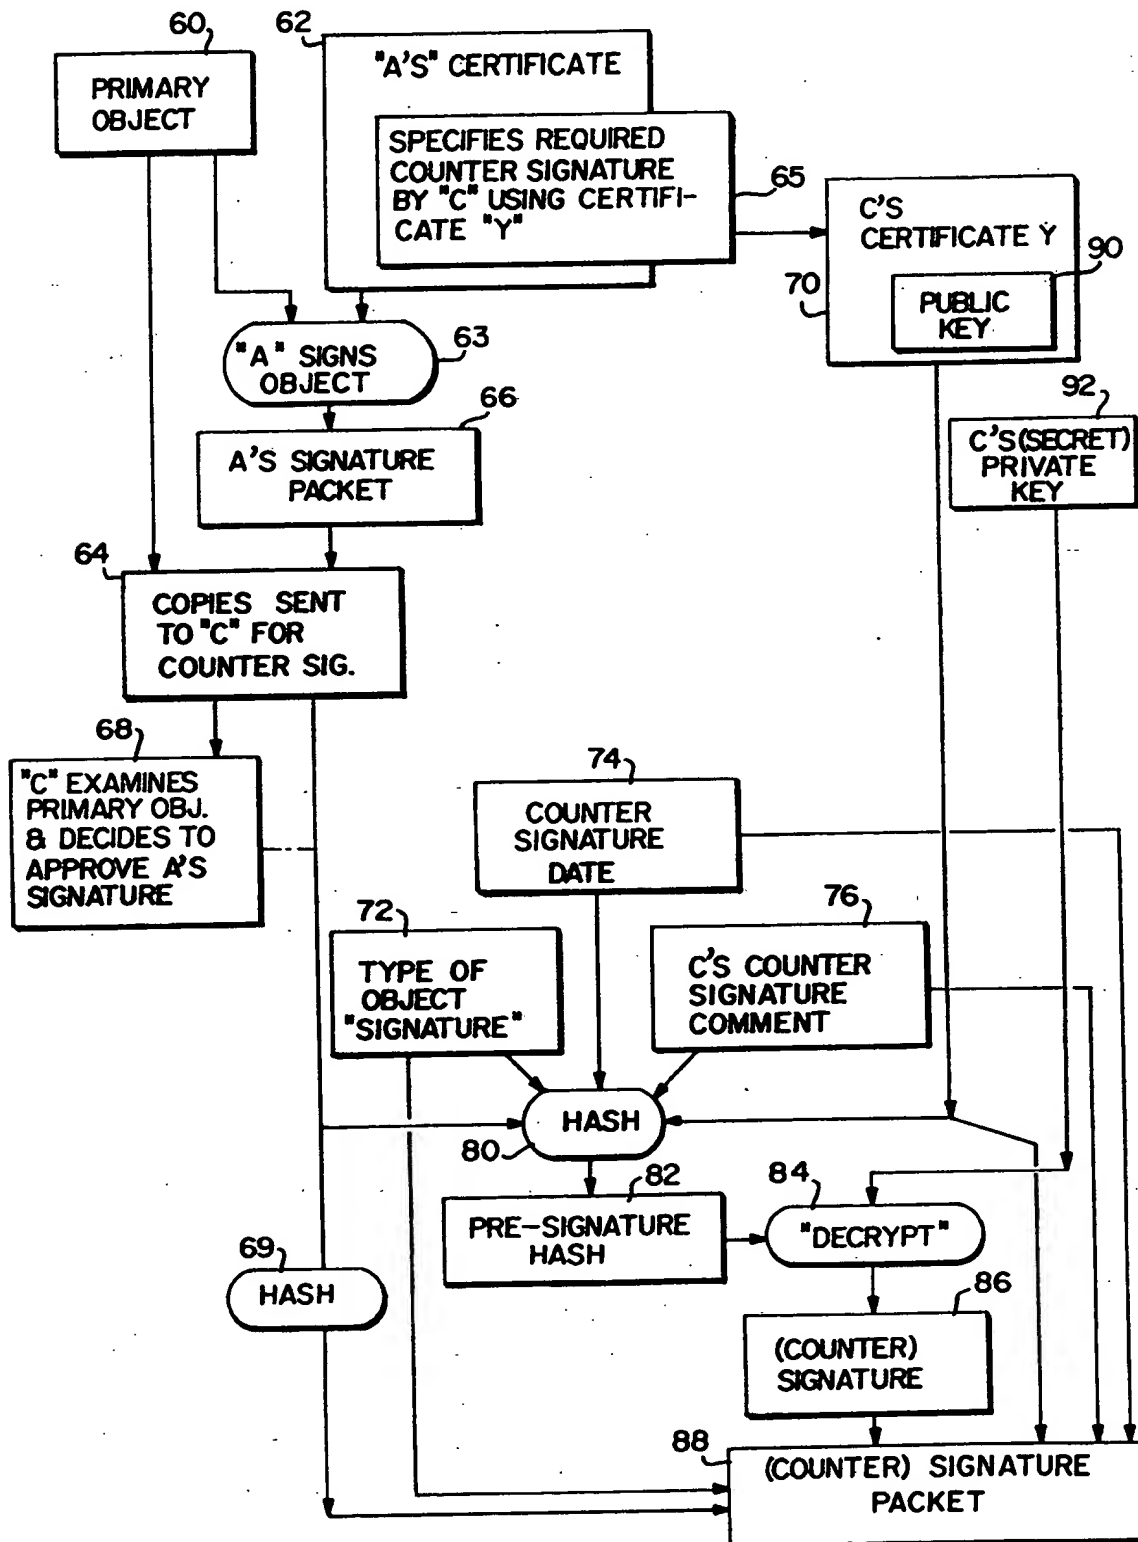 60
PRIMARY
OBJECT
62
"A'S" CERTIFICATE
SPECIFIES REQUIRED
COUNTER SIGNATURE
BY "C" USING CERTIFI-
CATE "Y"
65
C'S
CERTIFICATE Y
70
90
PUBLIC
KEY
"A" SIGNS
OBJECT
63
66
A'S SIGNATURE
PACKET
92
C'S (SECRET)
PRIVATE
KEY
64
COPIES SENT
TO "C" FOR
COUNTER SIG.
68
"C" EXAMINES
PRIMARY OBJ.
& DECIDES TO
APPROVE A'S
SIGNATURE
74
COUNTER
SIGNATURE
DATE
72
TYPE OF
OBJECT
"SIGNATURE"
76
C'S COUNTER
SIGNATURE
COMMENT
HASH
80
82
PRE-SIGNATURE
HASH
84
"DECRYPT"
69
HASH
86
(COUNTER)
SIGNATURE
88
(COUNTER) SIGNATURE
PACKET